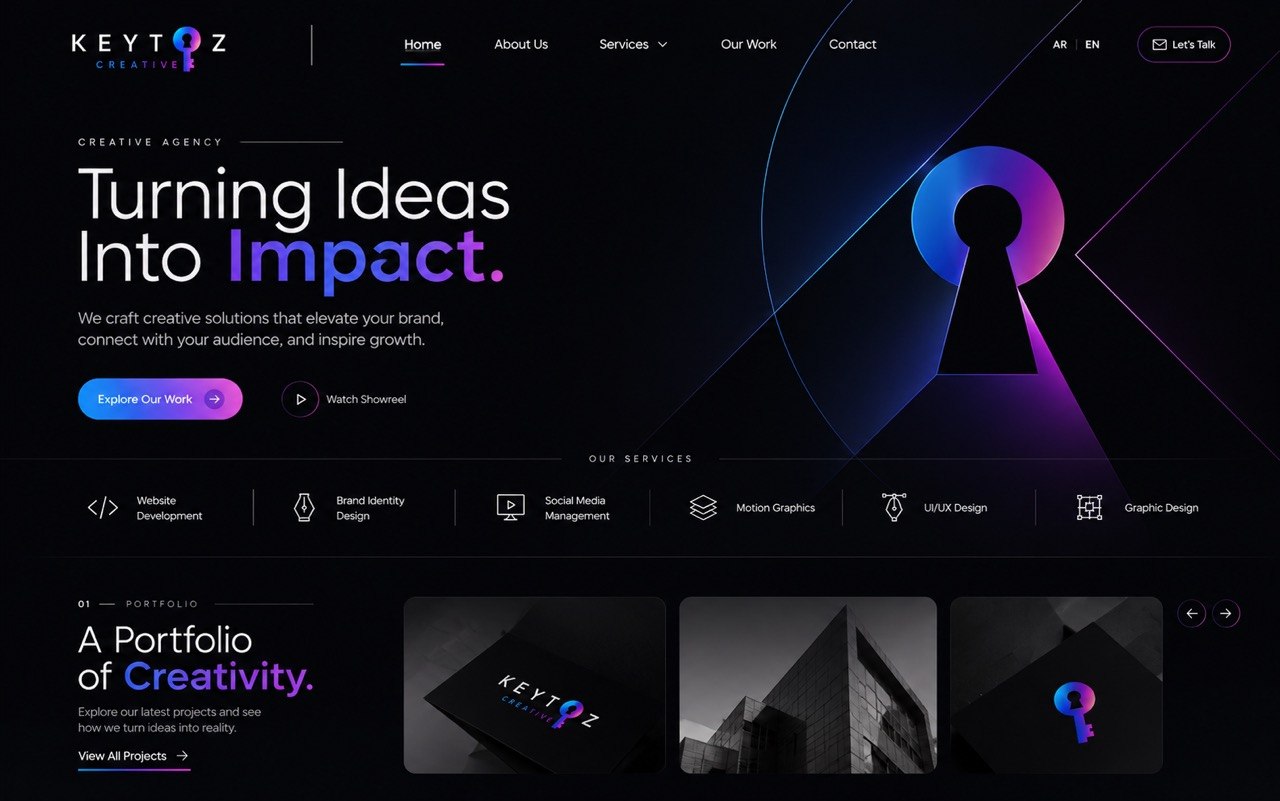 KEYTOZ
CREATIVE
Home
About Us
Services
Our Work
Contact
AR | EN
Let's Talk
CREATIVE AGENCY
Turning Ideas
Into Impact.
We craft creative solutions that elevate your brand,
connect with your audience, and inspire growth.
Explore Our Work
Watch Showreel
OUR SERVICES
Website
Development
Brand Identity
Design
Social Media
Management
Motion Graphics
UI/UX Design
Graphic Design
01 — PORTFOLIO
A Portfolio
of Creativity.
Explore our latest projects and see
how we turn ideas into reality.
View All Projects
KEYTOZ
CREATIVE